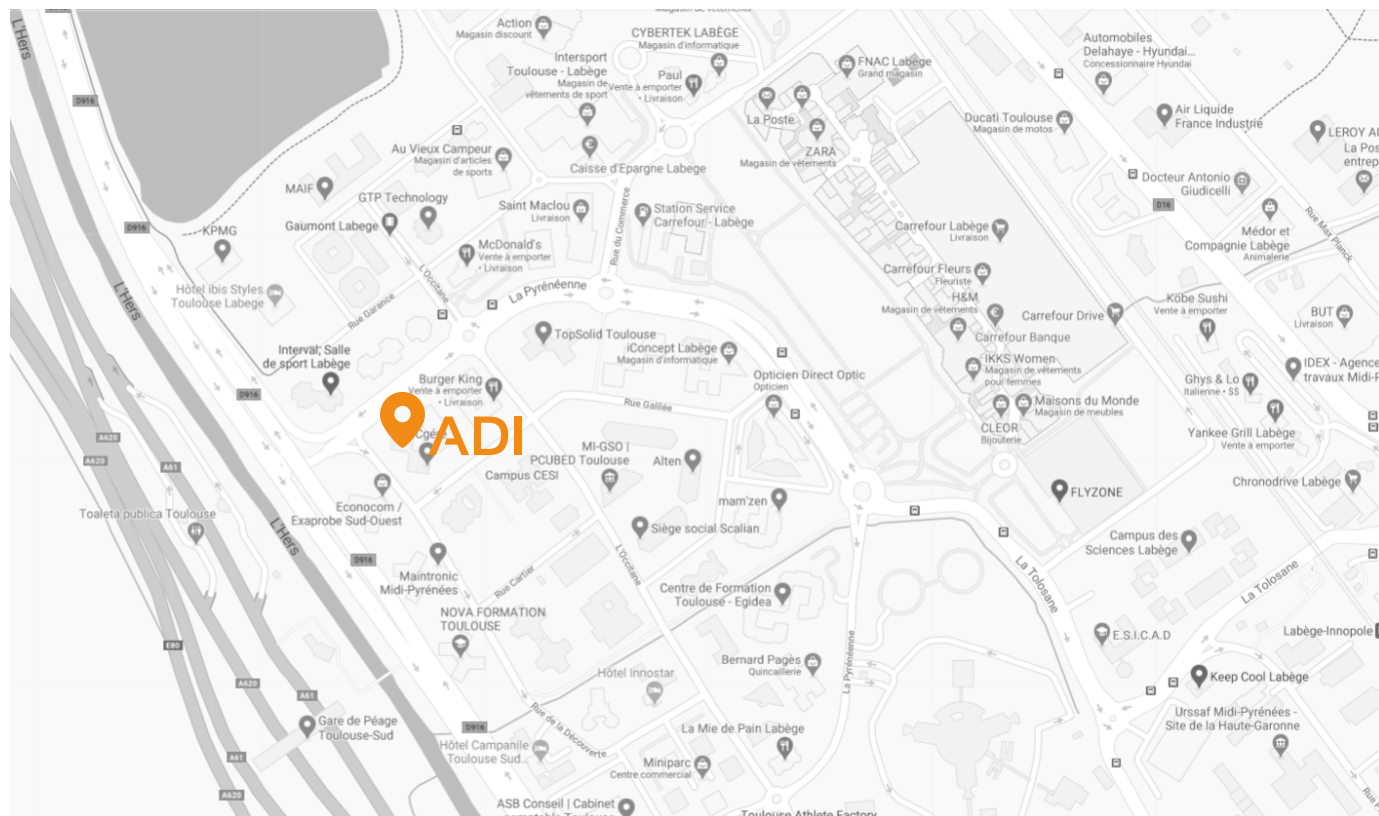 L'Hers
D916
Action
Magasin discount
Magasin de vêtements
CYBERTEK LABÈGE
Magasin d'informatique
Intersport
Toulouse - Labège
Magasin de
vêtements de sport
Paul
Vente à emporter
• Livraison
FNAC Labège
Grand magasin
Automobiles
Delahaye - Hyundai...
Concessionnaire Hyundai
La Poste
ZARA
Magasin de vêtements
Ducati Toulouse
Magasin de motos
Air Liquide
France Industrie
LEROY
La Pos
entrep
Au Vieux Campeur
Magasin d'articles
de sports
Caisse d'Epargne Labege
Docteur Antonio
Giudicelli
MAIF
GTP Technology
Gaumont Labege
Saint Maclou
Livraison
Station Service
Carrefour - Labège
Rue du Commerce
D16
Rue Max Planck
D916
KPMG
McDonald's
Vente à emporter
• Livraison
Carrefour Labège
Livraison
Médor et
Compagnie Labège
Animalerie
L'Hers
Hôtel ibis Styles
Toulouse Labege
L'Occitane
Rue Garance
La Pyrénéenne
Carrefour Fleurs
Fleuriste
H&M
Magasin de vêtements
Carrefour Drive
Carrefour Banque
Köbe Sushi
Vente à emporter
BUT
Livraison
TopSolid Toulouse
iConcept Labège
Magasin d'informatique
Interval; Salle
de sport Labège
Burger King
Vente à emporter
• Livraison
Opticien Direct Optic
Opticien
IKKS Women
Magasin de vêtements
pour femmes
Ghys & Lo
Italienne • $$
IDEX - Agence
travaux Midi-P
D916
Rue Galilée
Maisons du Monde
Magasin de meubles
CLEOR
Bijouterie
Yankee Grill Labège
Vente à emporter
ADI
A620
A620
A61
MI-GSO |
PCUBED Toulouse
Campus CESI
Alten
mam'zen
FLYZONE
Chronodrive Labège
Toaleta publica Toulouse
Econocom /
Exaprobe Sud-Ouest
L'Hers
Siège social Scalian
Campus des
Sciences Labège
D916
Maintronic
Midi-Pyrénées
Rue Cartier
L'Occitane
Centre de Formation
Toulouse - Egidea
La Tolosane
La Tolosane
NOVA FORMATION
TOULOUSE
E.S.I.C.A.D
Labège-Innopole
E80
A620
A61
Hôtel Innostar
Bernard Pagès
Quincaillerie
La Pyrénéenne
Keep Cool Labège
Gare de Péage
Toulouse-Sud
D916
Rue de la Découverte
La Mie de Pain Labège
Urssaf Midi-Pyrénées -
Site de la Haute-Garonne
Hôtel Campanile
Toulouse Sud...
A61
Miniparc
Centre commercial
A620
ASB Conseil | Cabinet
comptable Toulouse
Toulouse Athlete Factory